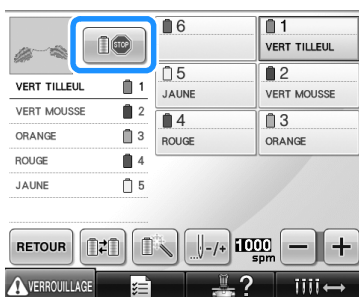 STOP
VERT TILLEUL 1
VERT MOUSSE 2
ORANGE 3
ROUGE 4
JAUNE 5
6
1
VERT TILLEUL
5
JAUNE
2
VERT MOUSSE
4
ROUGE
3
ORANGE
RETOUR
-/+
1000
spm
- +
VERROUILLAGE
?